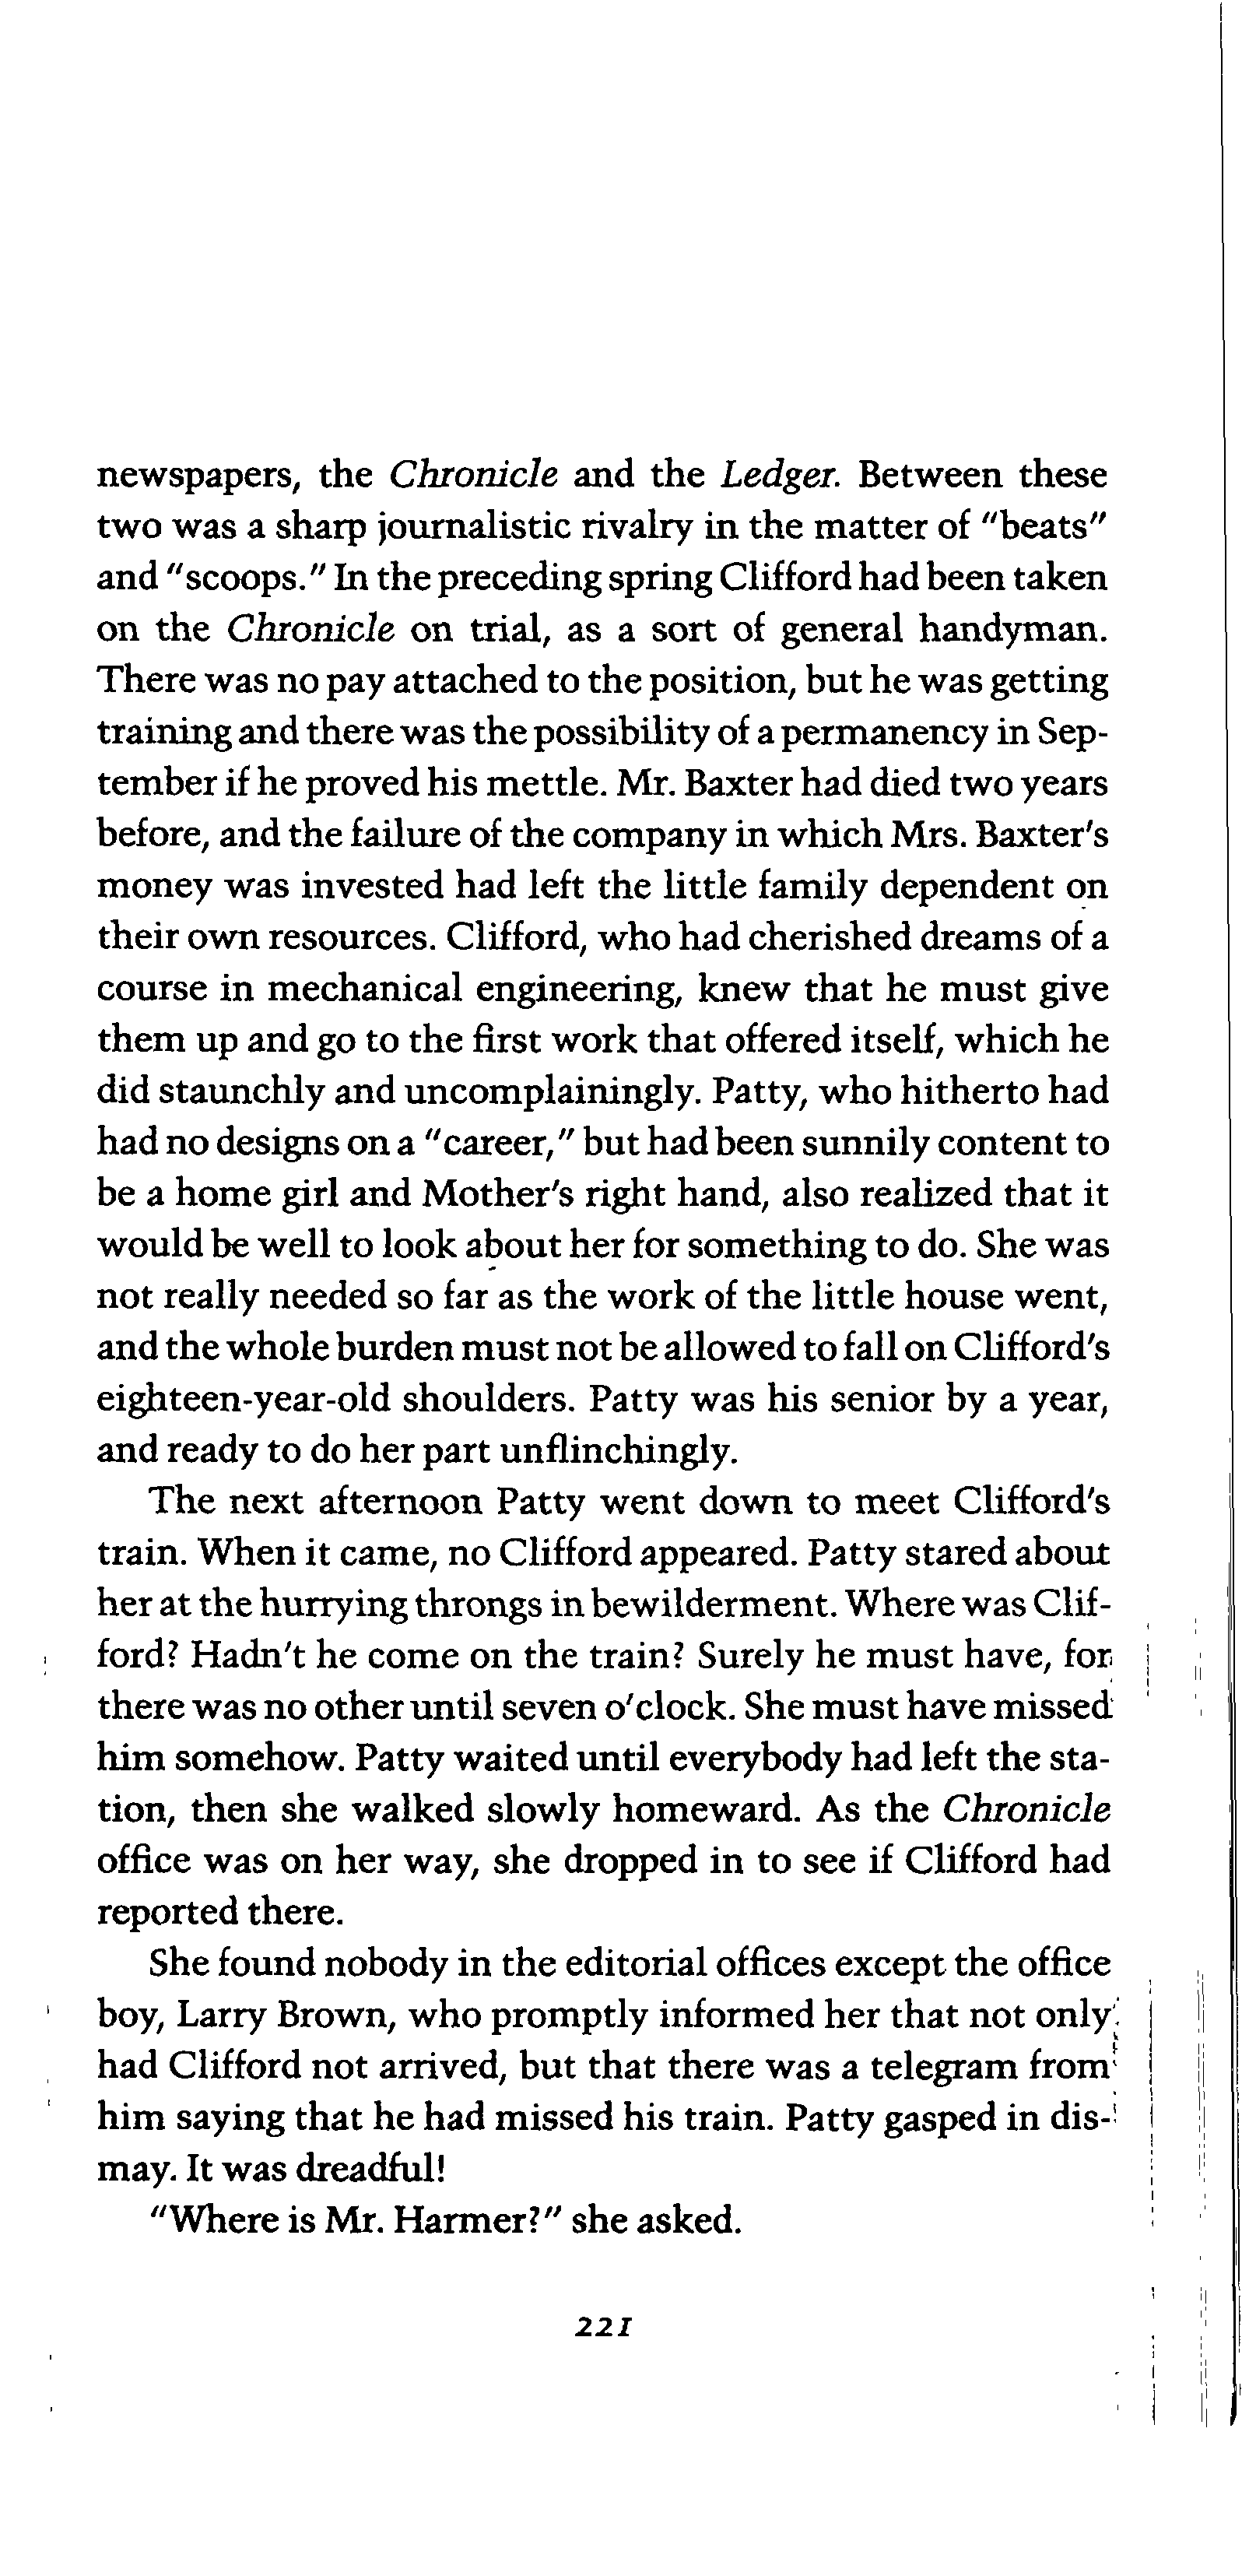 newspapers, the Chronicle and the Ledger. Between these
two was a sharp journalistic rivalry in the matter of "beats"
and "scoops." In the preceding spring Clifford had been taken
on the Chronicle on trial, as a sort of general handyman.
There was no pay attached to the position, but he was getting
training and there was the possibility of a permanency in Sep-
tember if he proved his mettle. Mr. Baxter had died two years
before, and the failure of the company in which Mrs. Baxter's
money was invested had left the little family dependent on
their own resources. Clifford, who had cherished dreams of a
course in mechanical engineering, knew that he must give
them up and go to the first work that offered itself, which he
did staunchly and uncomplainingly. Patty, who hitherto had
had no designs on a "career," but had been sunnily content to
be a home girl and Mother's right hand, also realized that it
would be well to look about her for something to do. She was
not really needed so far as the work of the little house went,
and the whole burden must not be allowed to fall on Clifford's
eighteen-year-old shoulders. Patty was his senior by a year,
and ready to do her part unflinchingly.
The next afternoon Patty went down to meet Clifford's
train. When it came, no Clifford appeared. Patty stared about
her at the hurrying throngs in bewilderment. Where was Clif-
ford? Hadn't he come on the train? Surely he must have, for
there was no other until seven o'clock. She must have missed
him somehow. Patty waited until everybody had left the sta-
tion, then she walked slowly homeward. As the Chronicle
office was on her way, she dropped in to see if Clifford had
reported there.
She found nobody in the editorial offices except the office
boy, Larry Brown, who promptly informed her that not only
had Clifford not arrived, but that there was a telegram from
him saying that he had missed his train. Patty gasped in dis-
may. It was dreadful!
"Where is Mr. Harmer?" she asked.
221